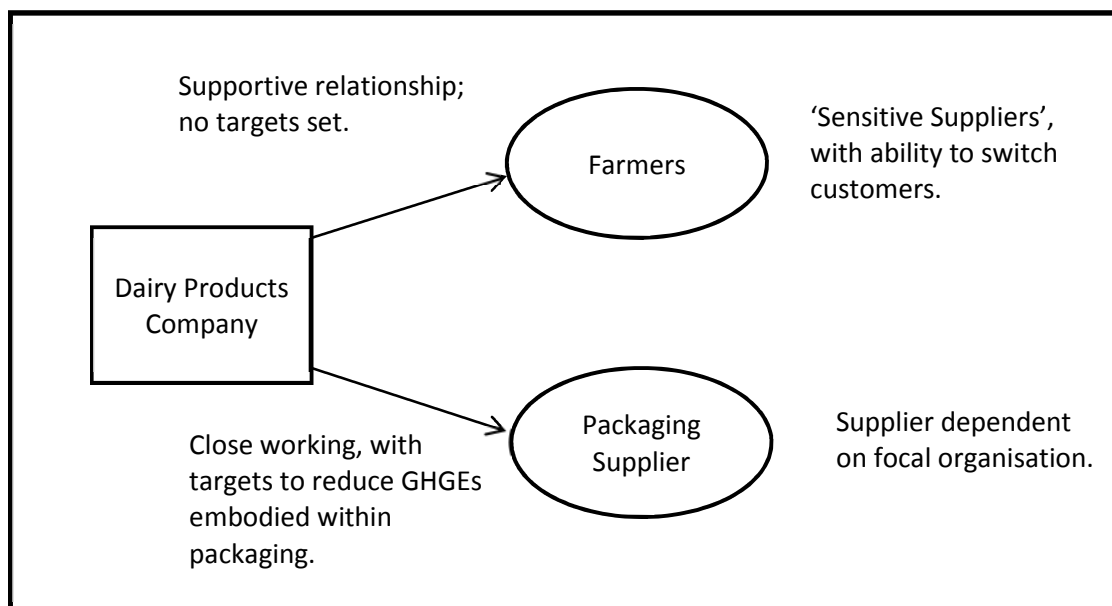 Supportive relationship;
no targets set.
Farmers
‘Sensitive Suppliers’,
with ability to switch
customers.
Dairy Products
Company
Close working, with
targets to reduce GHGEs
embodied within
packaging.
Packaging
Supplier
Supplier dependent
on focal organisation.